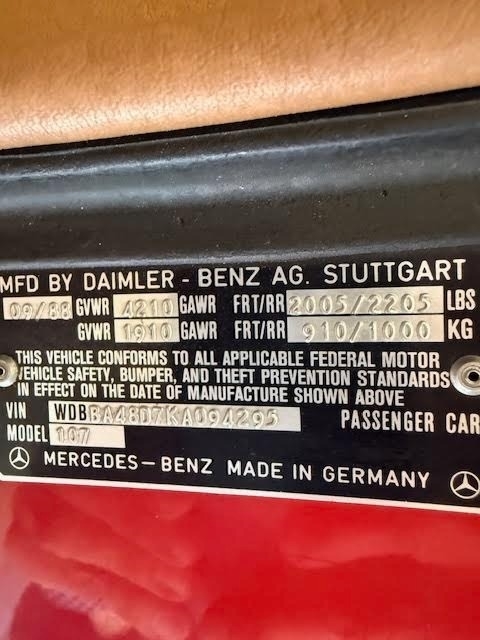 MFD BY DAIMLER - BENZ AG. STUTTGART
09/88 GVWR 4210 GAWR FRT/RR 2005/2205 LBS
GVWR 1910 GAWR FRT/RR 910/1000 KG
THIS VEHICLE CONFORMS TO ALL APPLICABLE FEDERAL MOTOR
VEHICLE SAFETY, BUMPER, AND THEFT PREVENTION STANDARDS
IN EFFECT ON THE DATE OF MANUFACTURE SHOWN ABOVE
VIN WDBBA48D7KA094295 PASSENGER CAR
MODEL 107
MERCEDES-BENZ MADE IN GERMANY